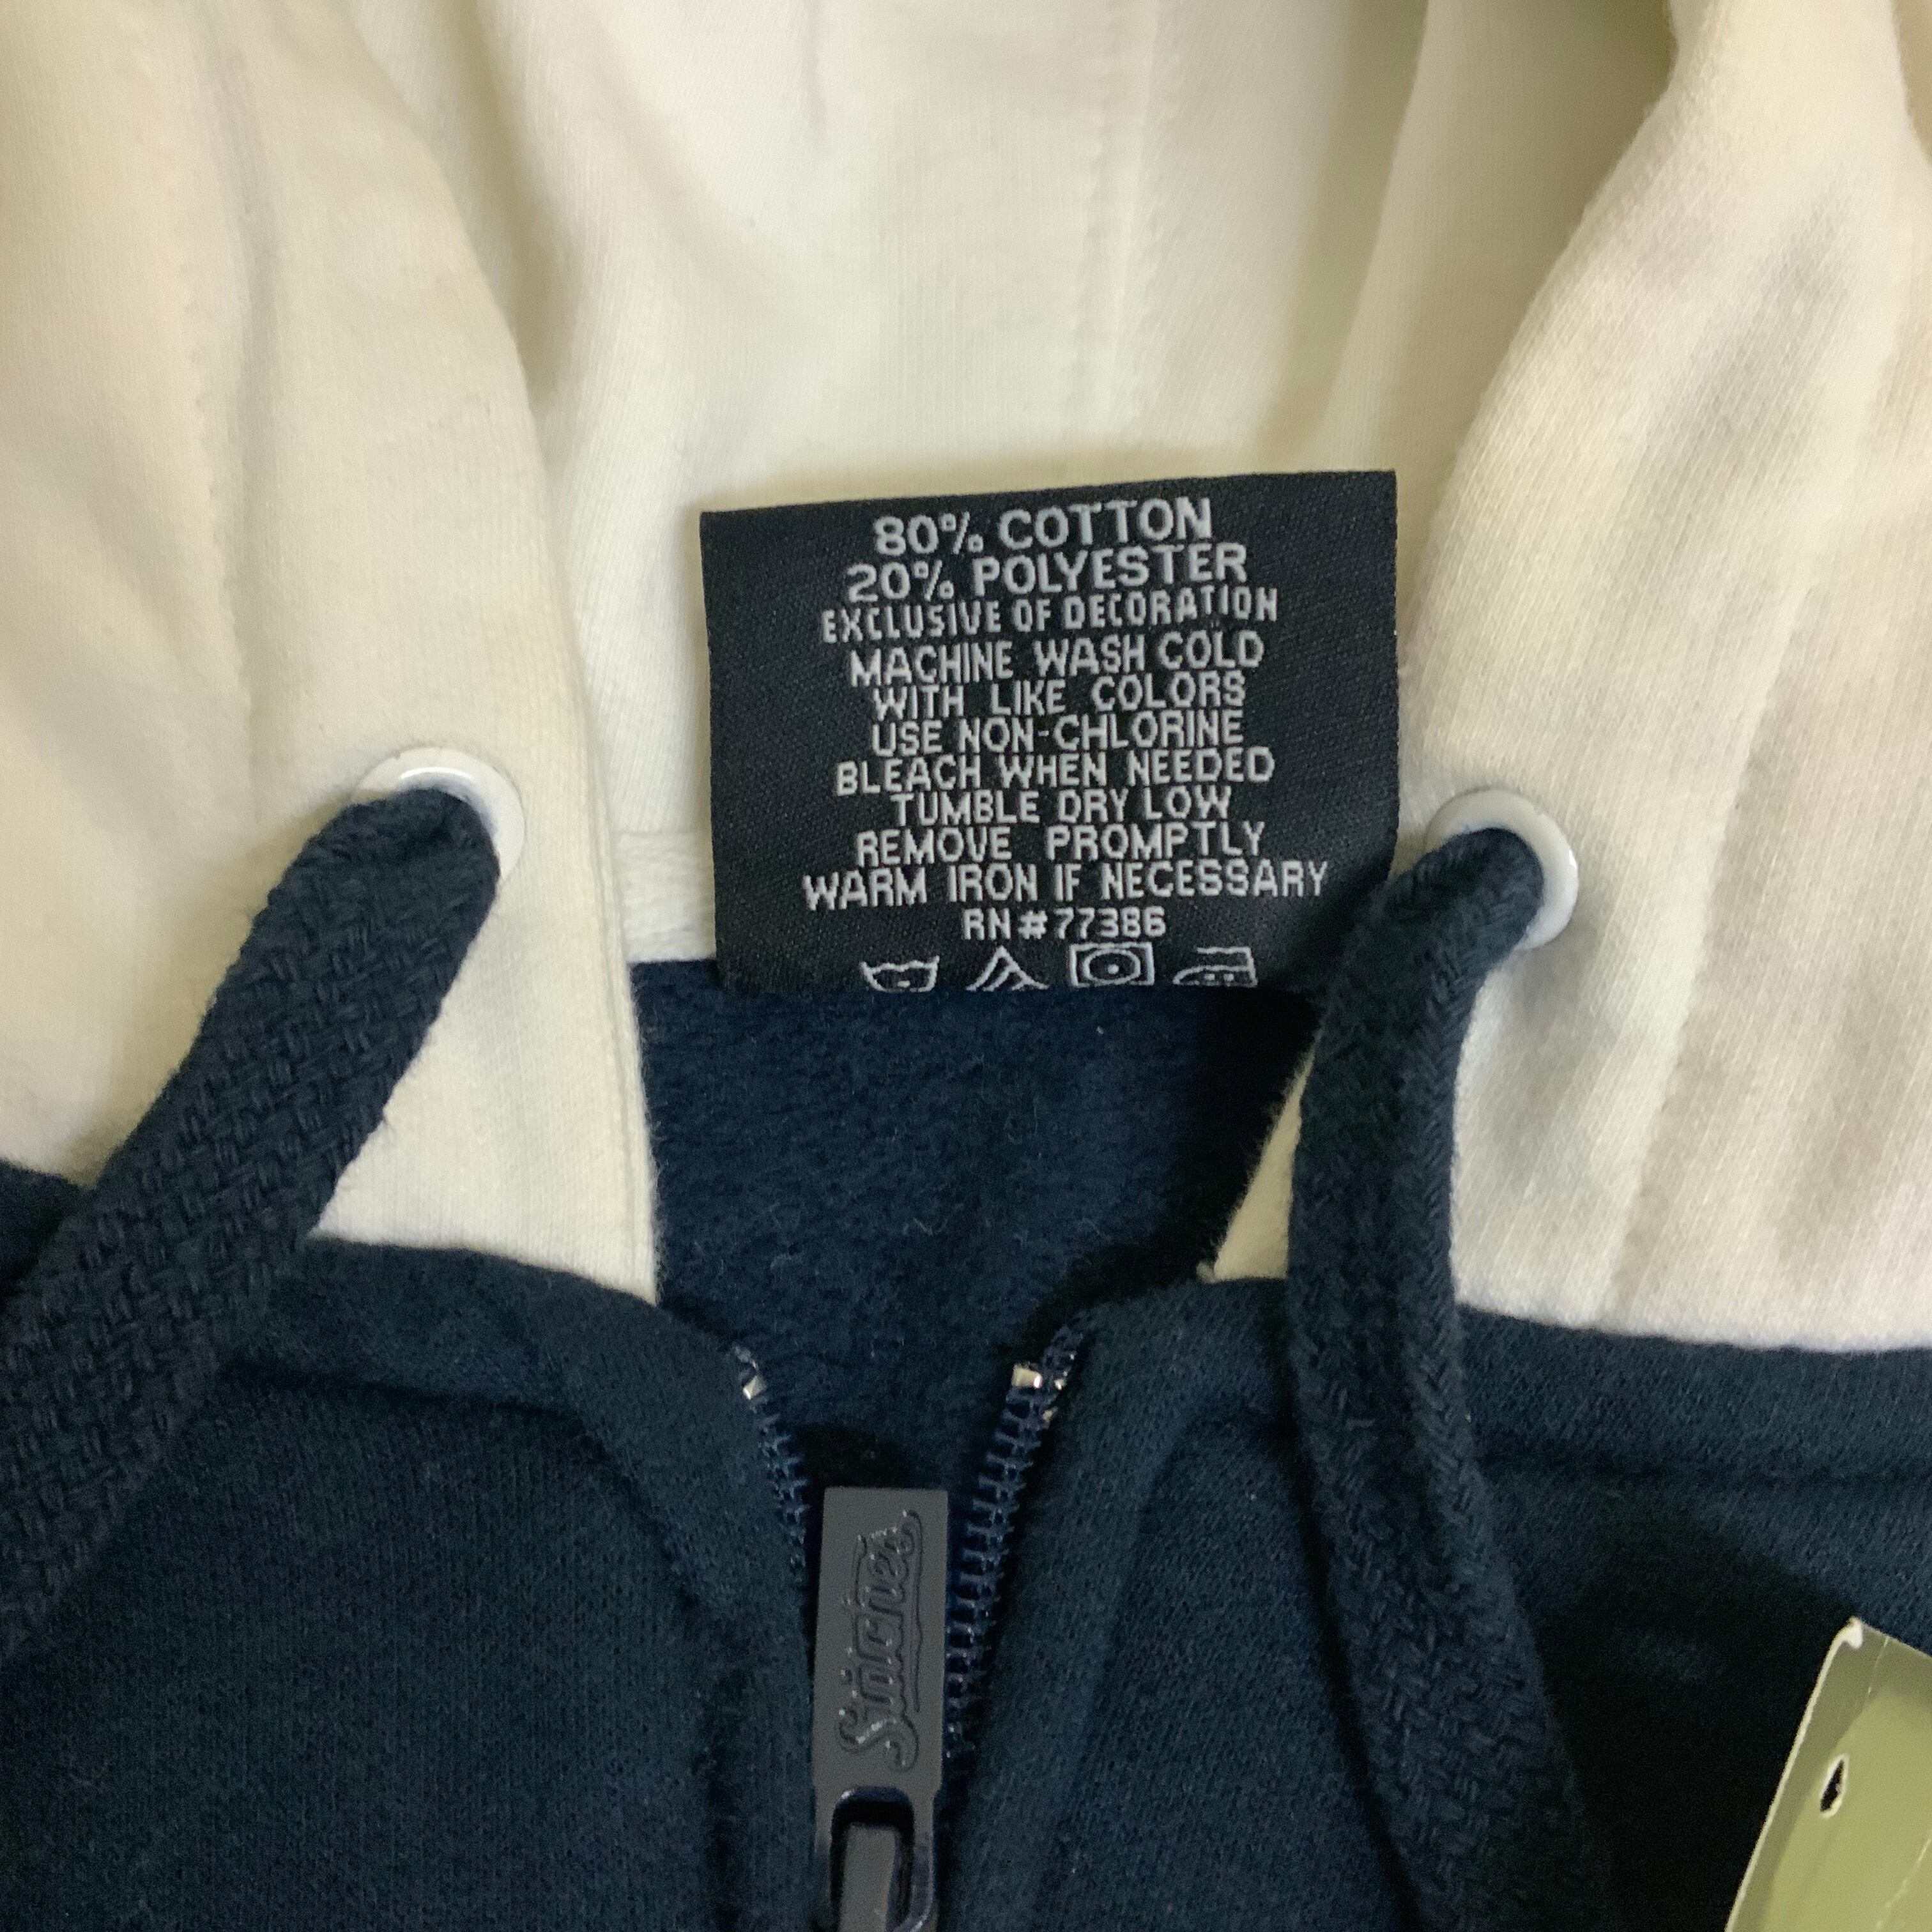 80% COTTON
20% POLYESTER
EXCLUSIVE OF DECORATION
MACHINE WASH COLD
WITH LIKE COLORS
USE NON-CHLORINE
BLEACH WHEN NEEDED
TUMBLE DRY LOW
REMOVE PROMPTLY
WARM IRON IF NECESSARY
RN#77386
Stitches